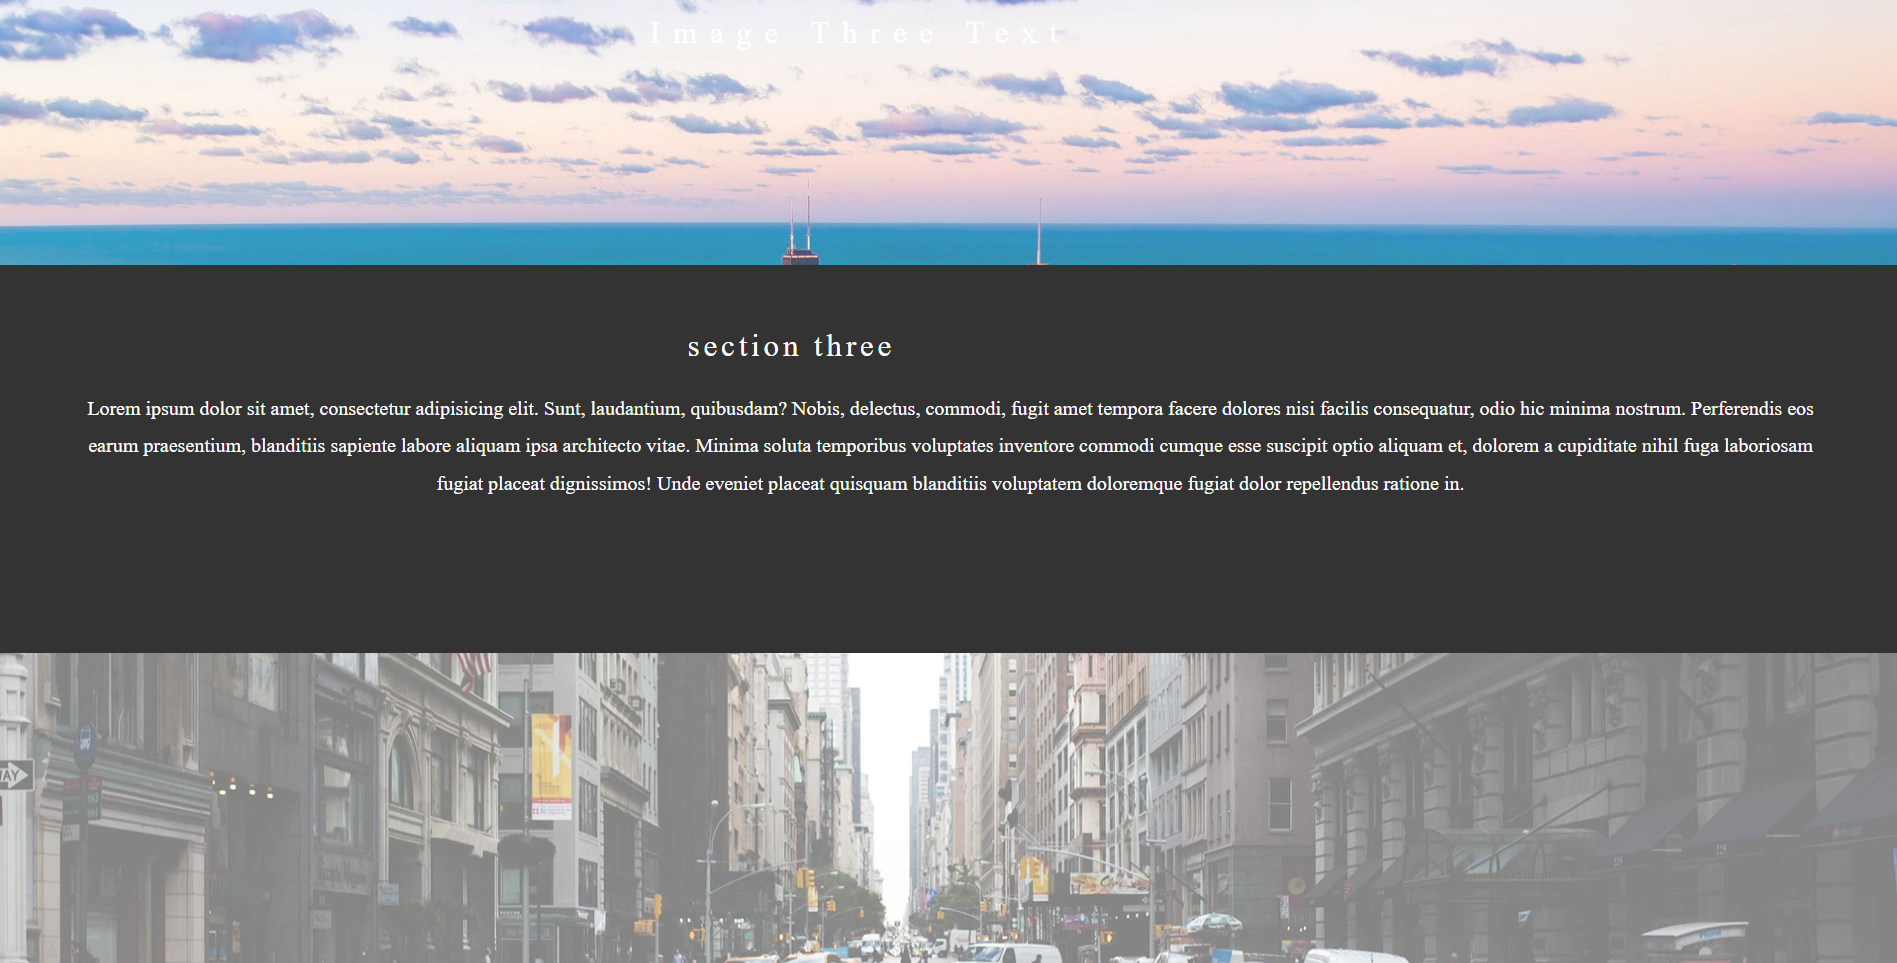 Image Three Text
section three
Lorem ipsum dolor sit amet, consectetur adipisicing elit. Sunt, laudantium, quibusdam? Nobis, delectus, commodi, fugit amet tempora facere dolores nisi facilis consequatur, odio hic minima nostrum. Perferendis eos
earum praesentium, blanditiis sapiente labore aliquam ipsa architecto vitae. Minima soluta temporibus voluptates inventore commodi cumque esse suscipit optio aliquam et, dolorem a cupiditate nihil fuga laboriosam
fugiat placeat dignissimos! Unde eveniet placeat quisquam blanditiis voluptatem doloremque fugiat dolor repellendus ratione in.